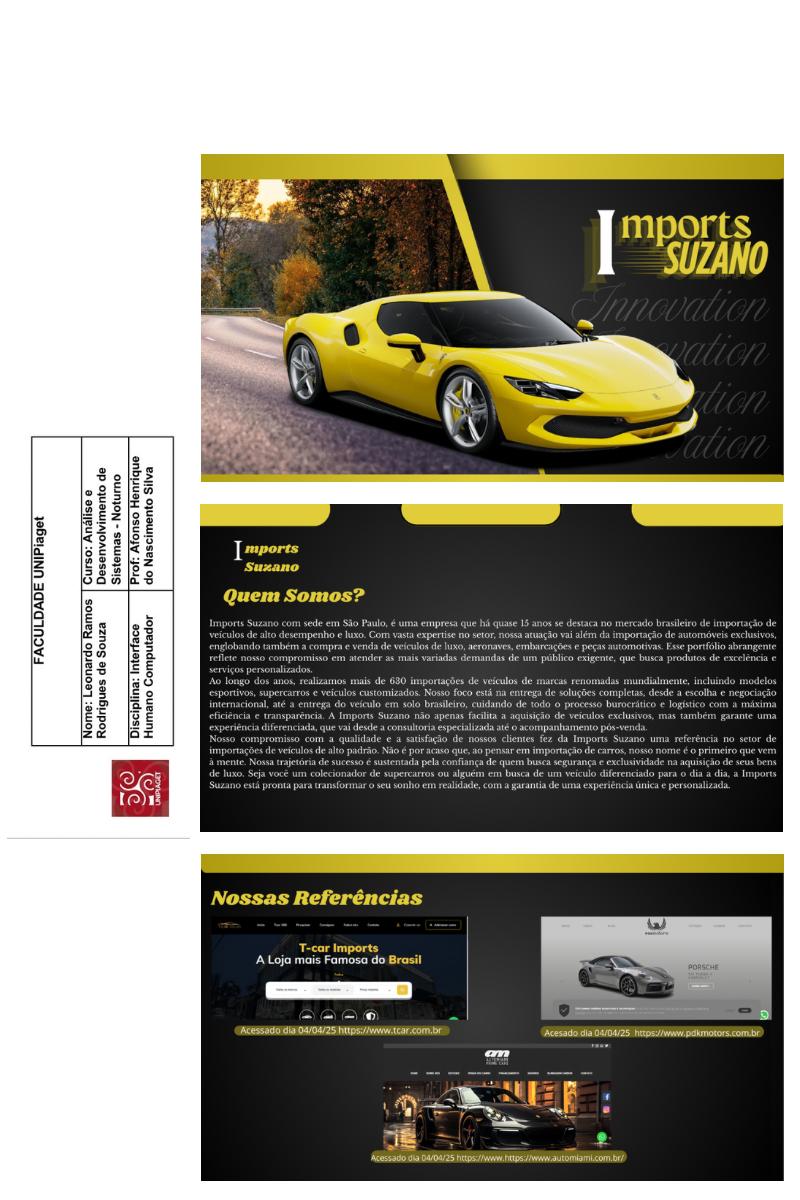 FACULDADE UNIPiaget
Nome: Leonardo Ramos
Rodrigues de Souza
Curso: Análise e
Desenvolvimento de
Sistemas - Noturno
Disciplina: Interface
Humano Computador
Prof: Afonso Henrique
do Nascimento Silva
UNIPIAGET
Imports
SUZANO
Innovation
Innovation
vation
vation
Imports
Suzano
Quem Somos?
Imports Suzano com sede em São Paulo, é uma empresa que há quase 15 anos se destaca no mercado brasileiro de importação de
veículos de alto desempenho e luxo. Com vasta expertise no setor, nossa atuação vai além da importação de automóveis exclusivos,
englobando também a compra e venda de veículos de luxo, aeronaves, embarcações e peças automotivas. Esse portfólio abrangente
reflete nosso compromisso em atender as mais variadas demandas de um público exigente, que busca produtos de excelência e
serviços personalizados.
Ao longo dos anos, realizamos mais de 630 importações de veículos de marcas renomadas mundialmente, incluindo modelos
esportivos, supercarros e veículos customizados. Nosso foco está na entrega de soluções completas, desde a escolha e negociação
internacional, até a entrega do veículo em solo brasileiro, cuidando de todo o processo burocrático e logístico com a máxima
eficiência e transparência. A Imports Suzano não apenas facilita a aquisição de veículos exclusivos, mas também garante uma
experiência diferenciada, que vai desde a consultoria especializada até o acompanhamento pós-venda.
Nosso compromisso com a qualidade e a satisfação de nossos clientes fez da Imports Suzano uma referência no setor de
importações de veículos de alto padrão. Não é por acaso que, ao pensar em importação de carros, nosso nome é o primeiro que vem
à mente. Nossa trajetória de sucesso é sustentada pela confiança de quem busca segurança e exclusividade na aquisição de seus bens
de luxo. Seja você um colecionador de supercarros ou alguém em busca de um veículo diferenciado para o dia a dia, a Imports
Suzano está pronta para transformar o seu sonho em realidade, com a garantia de uma experiência única e personalizada.
Nossas Referências
T-car Imports
A Loja mais Famosa do Brasil
PORSCHE
Acessado dia 04/04/25 https://www.tcar.com.br
Acesado dia 04/04/25 https://www.pdkmotors.com.br
am
AUTOMIAMI
PRIME CARS
Acessado dia 04/04/25 https://www.https://www.automiami.com.br/